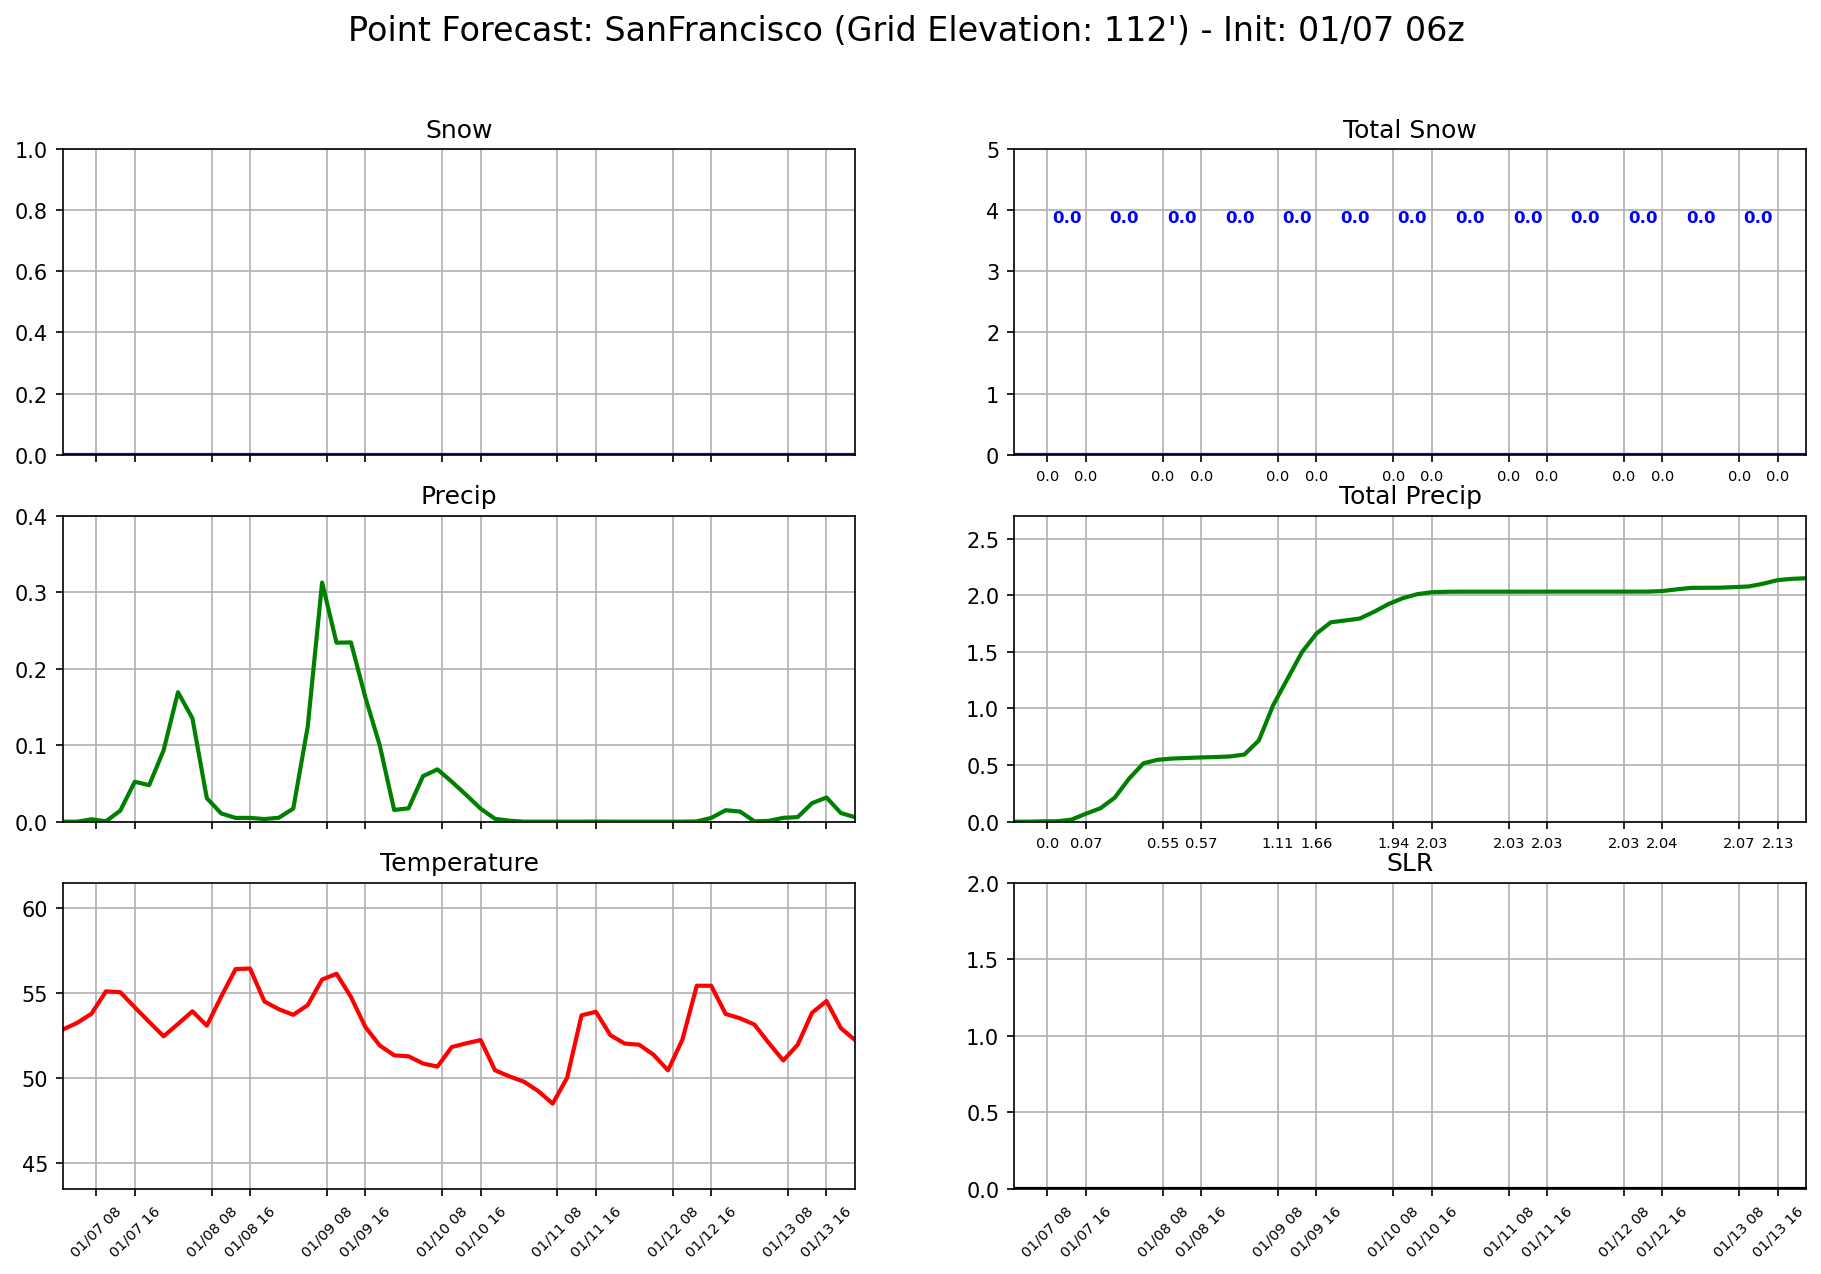 Point Forecast: SanFrancisco (Grid Elevation: 112') - Init: 01/07 06z
Snow
1.0
0.8
0.6
0.4
0.2
0.0
Total Snow
5
4
3
2
1
0
0.0 0.0 0.0 0.0 0.0 0.0 0.0 0.0 0.0 0.0 0.0 0.0 0.0
0.0 0.0 0.0 0.0 0.0 0.0 0.0 0.0 0.0 0.0 0.0 0.0 0.0 0.0
Precip
0.4
0.3
0.2
0.1
0.0
Total Precip
2.5
2.0
1.5
1.0
0.5
0.0
0.0 0.07 0.55 0.57 1.11 1.66 1.94 2.03 2.03 2.03 2.03 2.04 2.07 2.13
Temperature
60
55
50
45
01/07 08 01/07 16 01/08 08 01/08 16 01/09 08 01/09 16 01/10 08 01/10 16 01/11 08 01/11 16 01/12 08 01/12 16 01/13 08 01/13 16
SLR
2.0
1.5
1.0
0.5
0.0
01/07 08 01/07 16 01/08 08 01/08 16 01/09 08 01/09 16 01/10 08 01/10 16 01/11 08 01/11 16 01/12 08 01/12 16 01/13 08 01/13 16